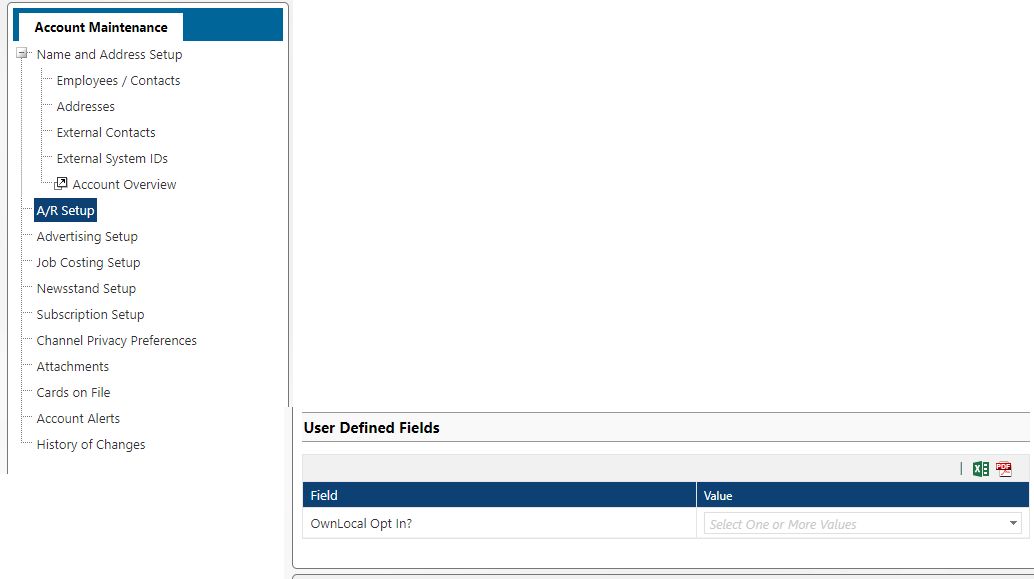 Account Maintenance
Name and Address Setup
Employees / Contacts
Addresses
External Contacts
External System IDs
Account Overview
A/R Setup
Advertising Setup
Job Costing Setup
Newsstand Setup
Subscription Setup
Channel Privacy Preferences
Attachments
Cards on File
Account Alerts
History of Changes
User Defined Fields
PDF
Field Value
OwnLocal Opt In? Select One or More Values